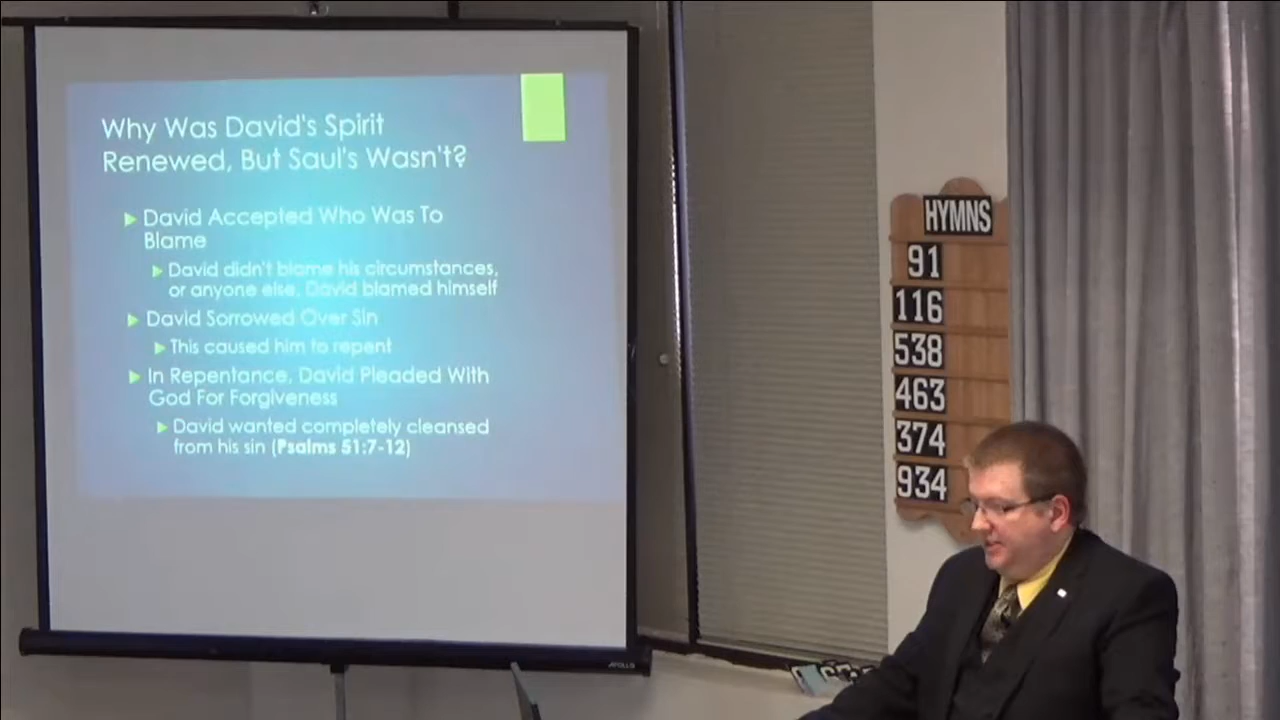 Why Was David's Spirit
Renewed, But Saul's Wasn't?
David Accepted Who Was To
Blame
David didn't blame his circumstances,
or anyone else, David blamed himself
David Sorrowed Over Sin
This caused him to repent
In Repentance, David Pleaded With
God For Forgiveness
David wanted completely cleansed
from his sin (Psalms 51:7-12)
APOLLO
HYMNS
91
116
538
463
374
934